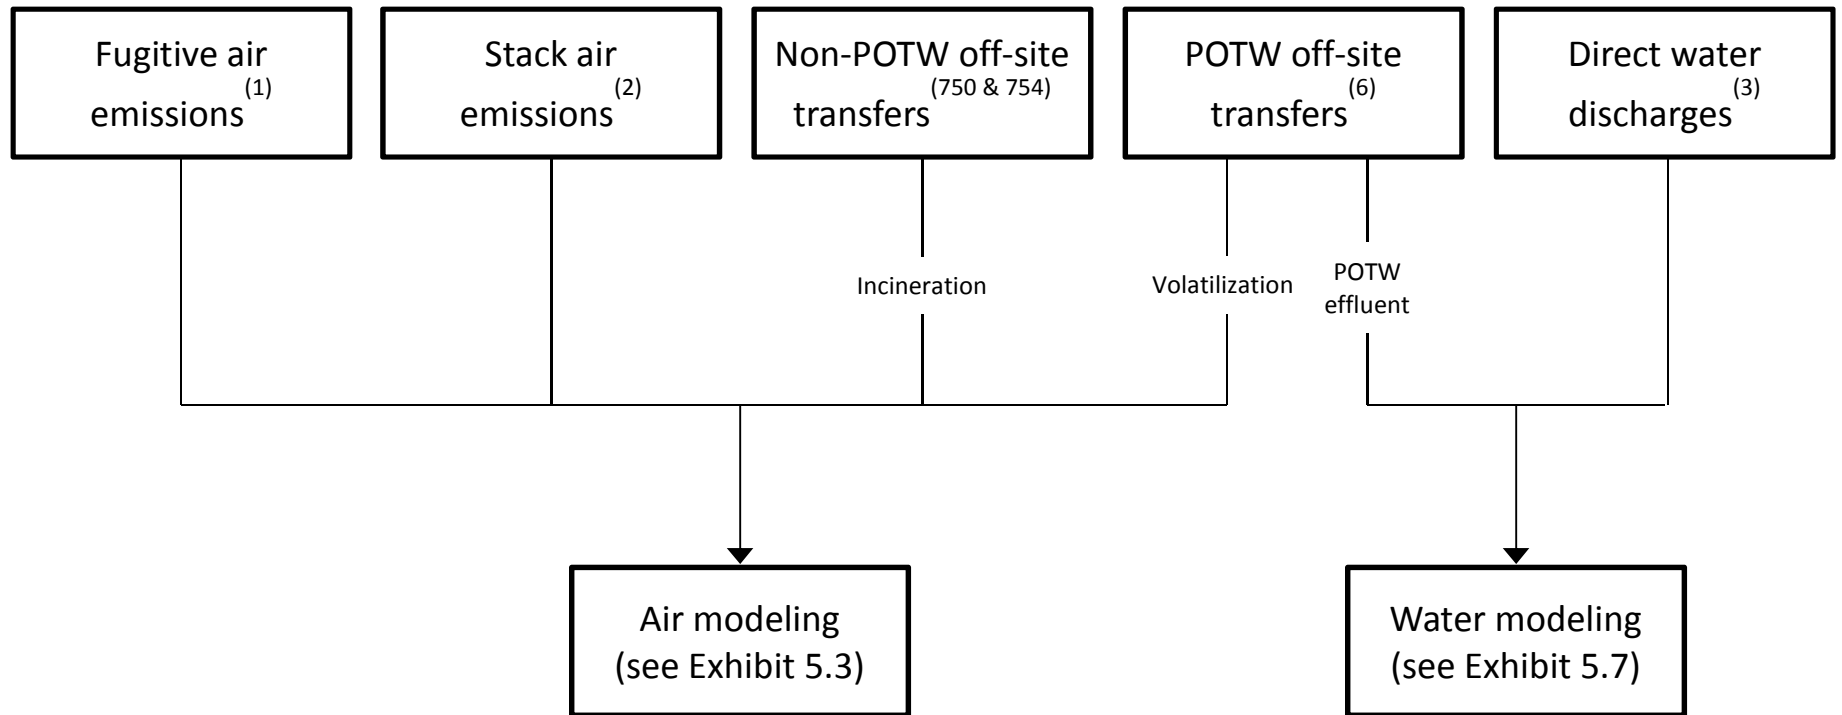 Fugitive air
emissions(1)
Stack air
emissions(2)
Non-POTW off-site
transfers(750 & 754)
POTW off-site
transfers(6)
Direct water
discharges(3)
Incineration
Volatilization
POTW
effluent
Air modeling
(see Exhibit 5.3)
Water modeling
(see Exhibit 5.7)